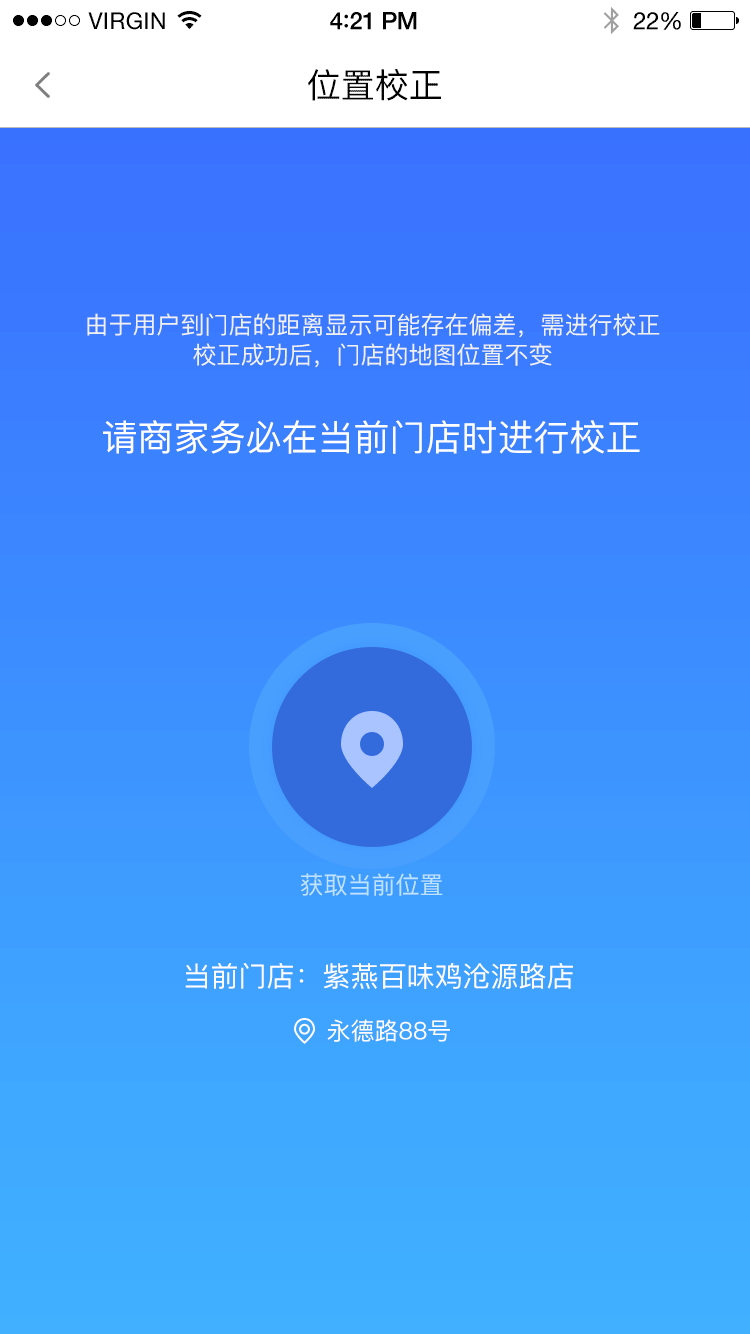 VIRGIN 4:21 PM 22%
位置校正
由于用户到门店的距离显示可能存在偏差，需进行校正
校正成功后，门店的地图位置不变
请商家务必在当前门店时进行校正
获取当前位置
当前门店：紫燕百味鸡沧源路店
永德路88号